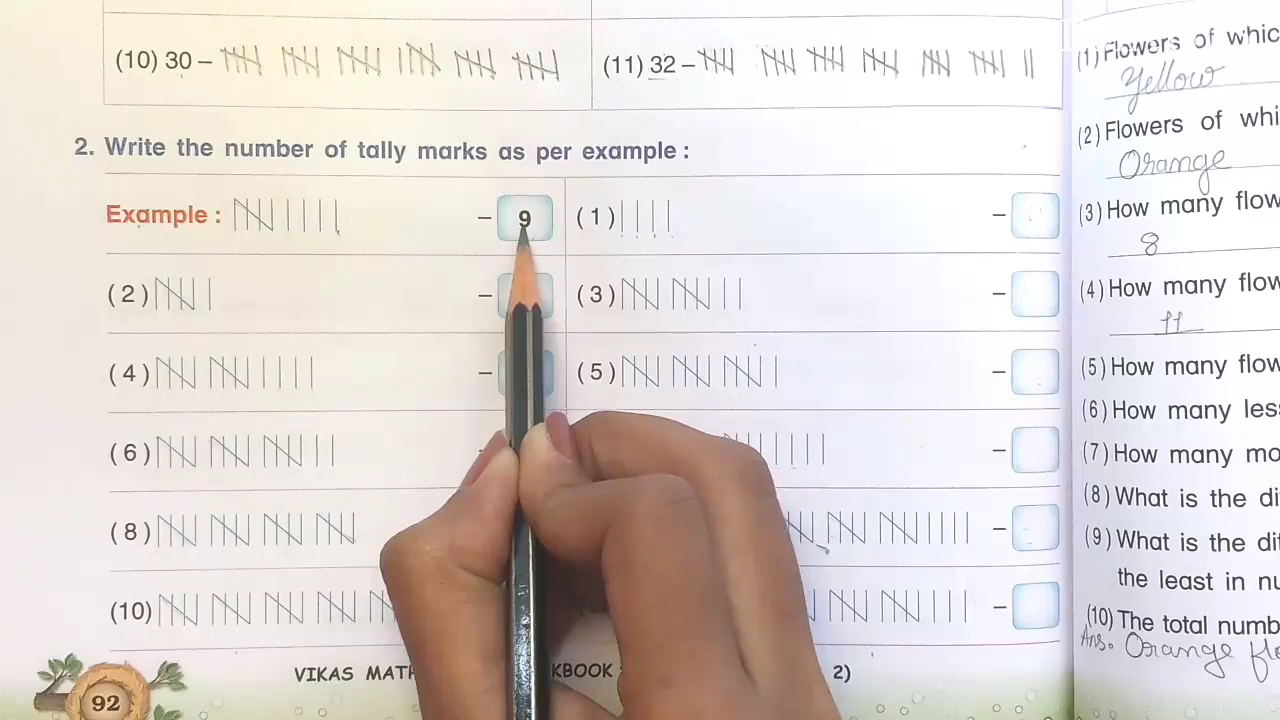 (10) 30 –
(11) 32 –
2. Write the number of tally marks as per example :
Example : – 9
(1) –
(2) –
(3) –
(4) –
(5) –
(6)
–
(8)
–
(10)
–
VIKAS MATH
KBOOK
2)
92
(1) Flowers of whic
Yellow
(2) Flowers of whi
Orange
(3) How many flow
8
(4) How many flow
11
(5) How many flow
(6) How many les
(7) How many mo
(8) What is the di
(9) What is the dif
the least in nu
(10) The total numb
Ans. Orange flo